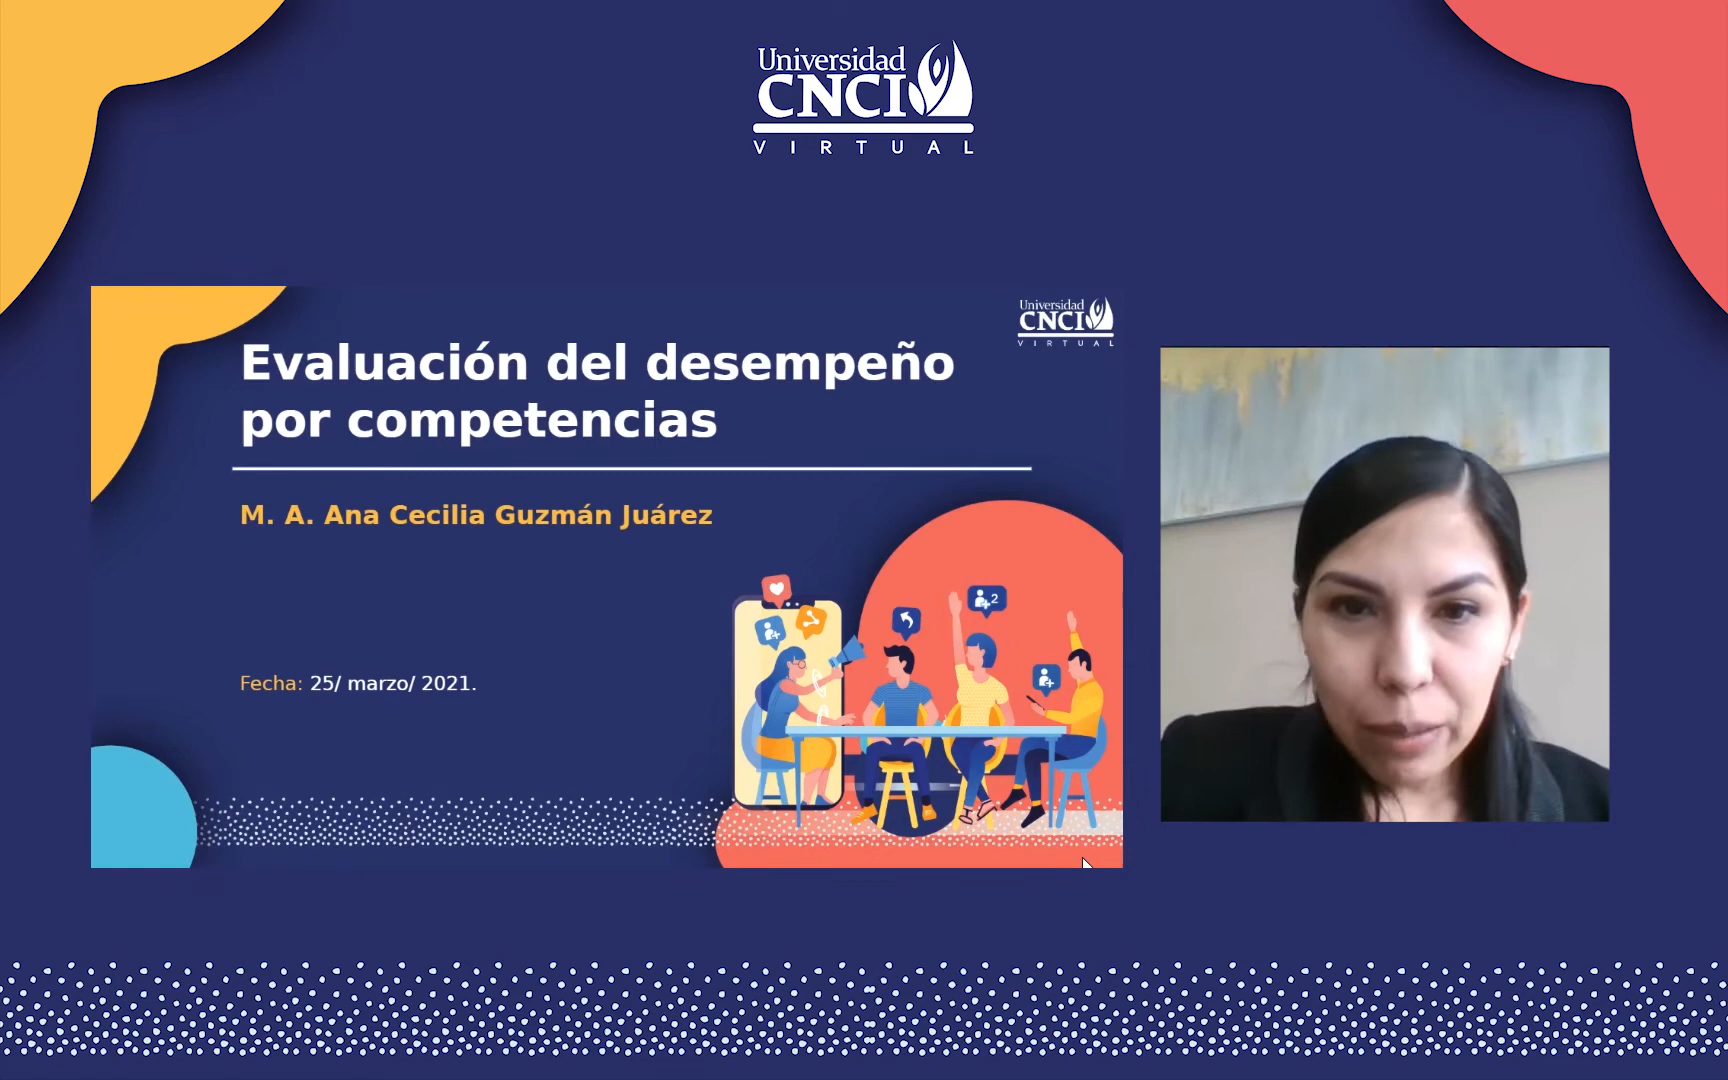 Universidad
CNCI
VIRTUAL
Universidad
CNCI
VIRTUAL
Evaluación del desempeño
por competencias
M. A. Ana Cecilia Guzmán Juárez
2
Fecha: 25/ marzo/ 2021.